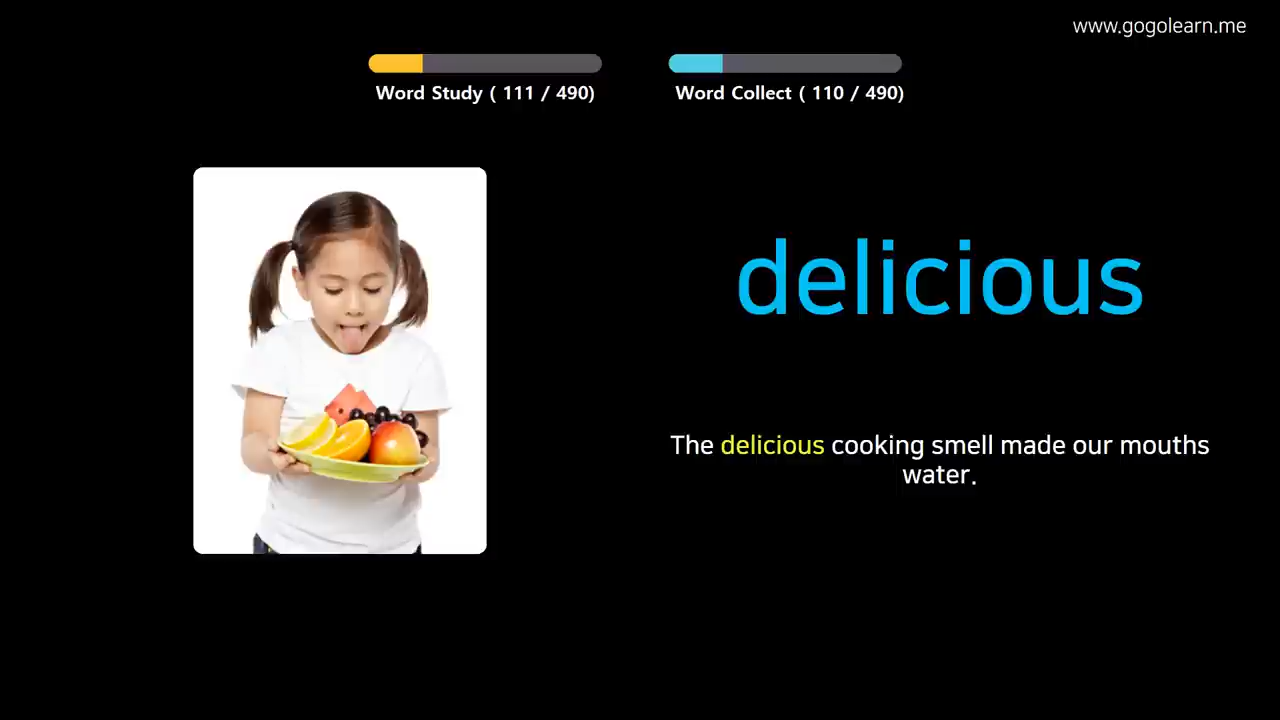 www.gogolearn.me
Word Study ( 111 / 490)
Word Collect ( 110 / 490)
delicious
The delicious cooking smell made our mouths
water.